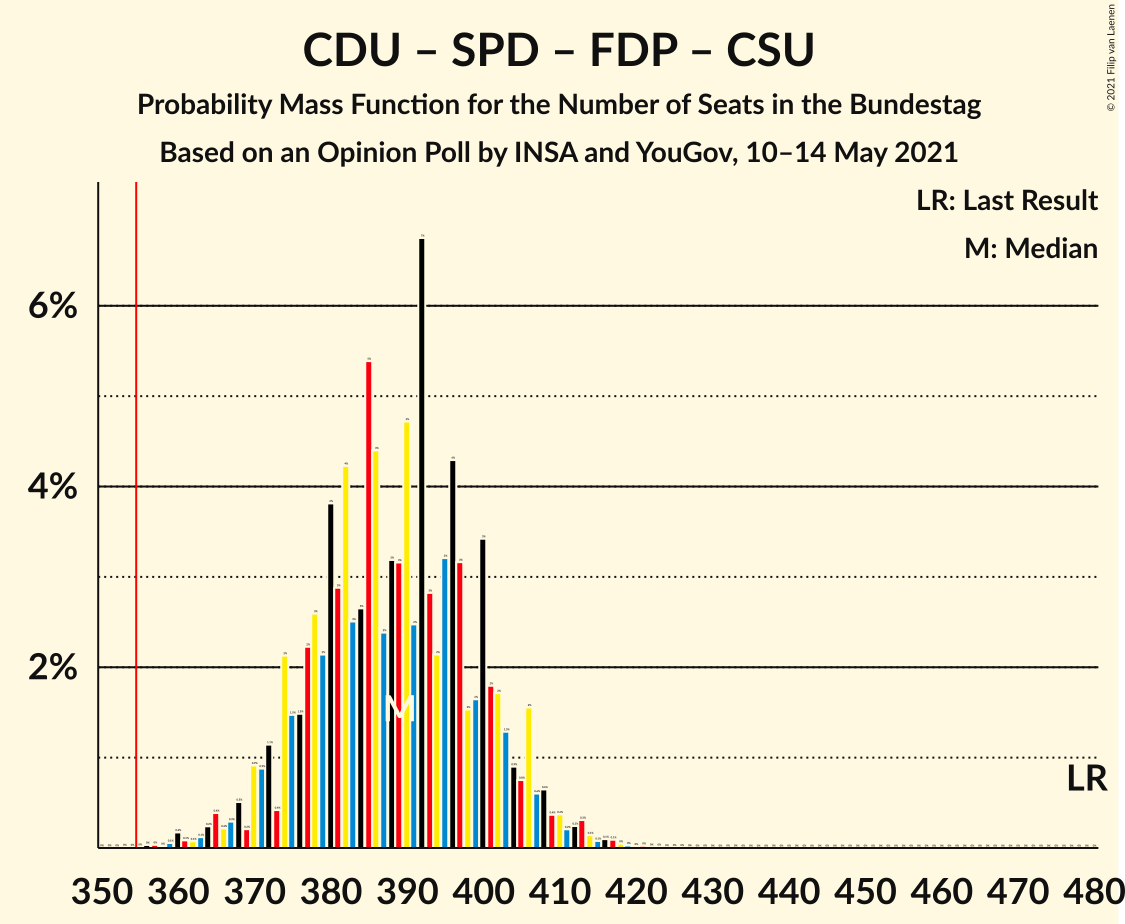 CDU – SPD – FDP – CSU
Probability Mass Function for the Number of Seats in the Bundestag
Based on an Opinion Poll by INSA and YouGov, 10–14 May 2021
© 2021 Filip van Laenen
LR: Last Result
M: Median
6%
4%
2%
M
LR
350 360 370 380 390 400 410 420 430 440 450 460 470 480